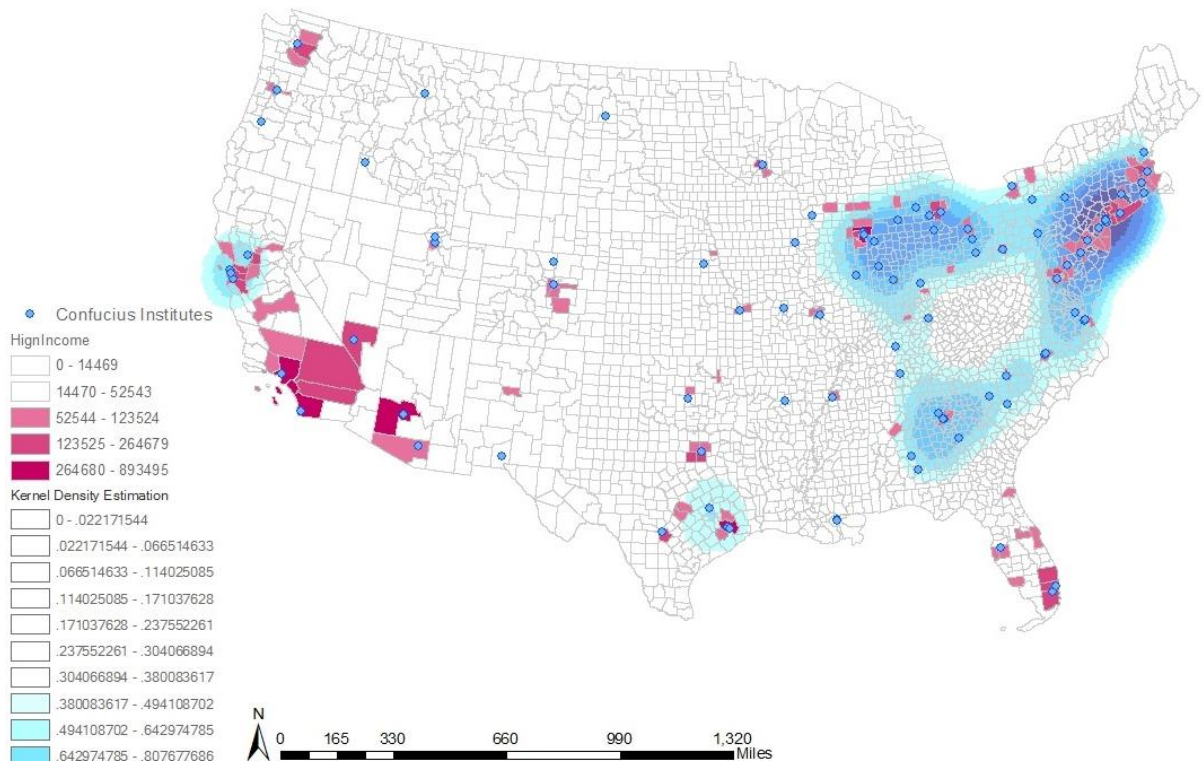 Confucius Institutes
HignIncome
0 - 14469
14470 - 52543
52544 - 123524
123525 - 264679
264680 - 893495
Kernel Density Estimation
0 - .022171544
.022171544 - .066514633
.066514633 - .114025085
.114025085 - .171037628
.171037628 - .237552261
.237552261 - .304066894
.304066894 - .380083617
.380083617 - .494108702
.494108702 - .642974785
.642974785 - .807677686
N
0 165 330 660 990 1,320
Miles